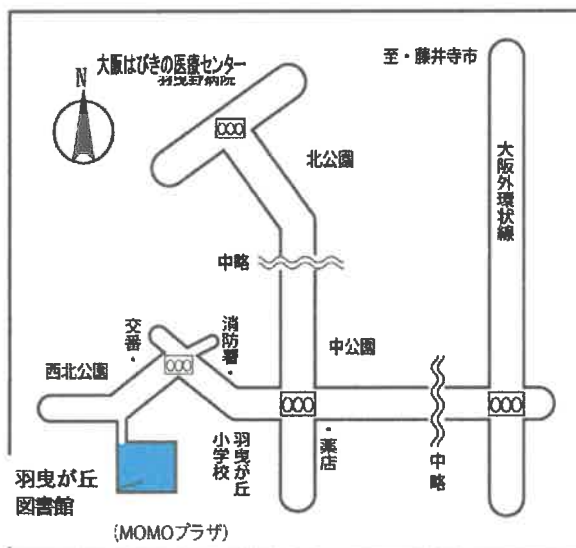 大阪はびきの医療センター
羽曳野病院
至・藤井寺市
N
北公園
大阪外環状線
中略
交番・
消防署・
中公園
西北公園
羽曳が丘
小学校
・薬店
中略
羽曳が丘
図書館
(MOMOプラザ)